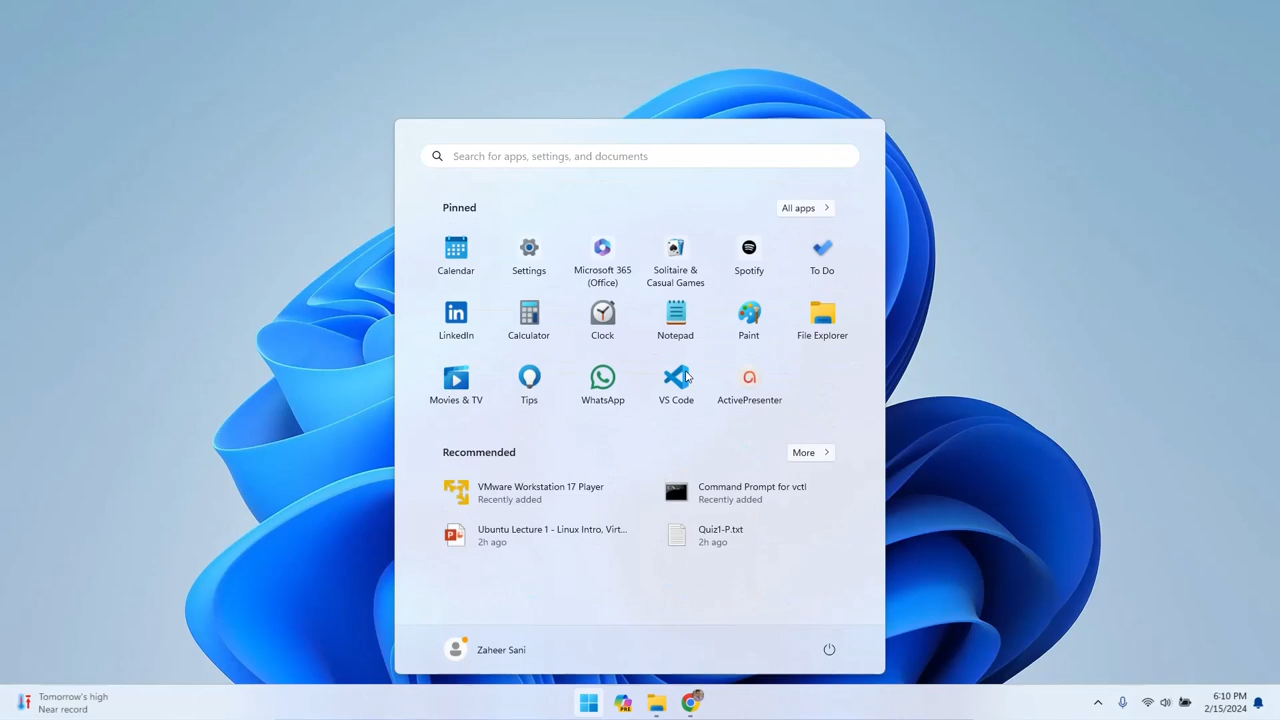 Search for apps, settings, and documents
Pinned
All apps
Calendar
Settings
Microsoft 365
(Office)
Solitaire &
Casual Games
Spotify
To Do
LinkedIn
Calculator
Clock
Notepad
Paint
File Explorer
Movies & TV
Tips
WhatsApp
VS Code
ActivePresenter
Recommended
More
VMware Workstation 17 Player
Recently added
Command Prompt for vctl
Recently added
Ubuntu Lecture 1 - Linux Intro, Virt...
2h ago
Quiz1-P.txt
2h ago
Zaheer Sani
Tomorrow's high
Near record
PRE
6:10 PM
2/15/2024